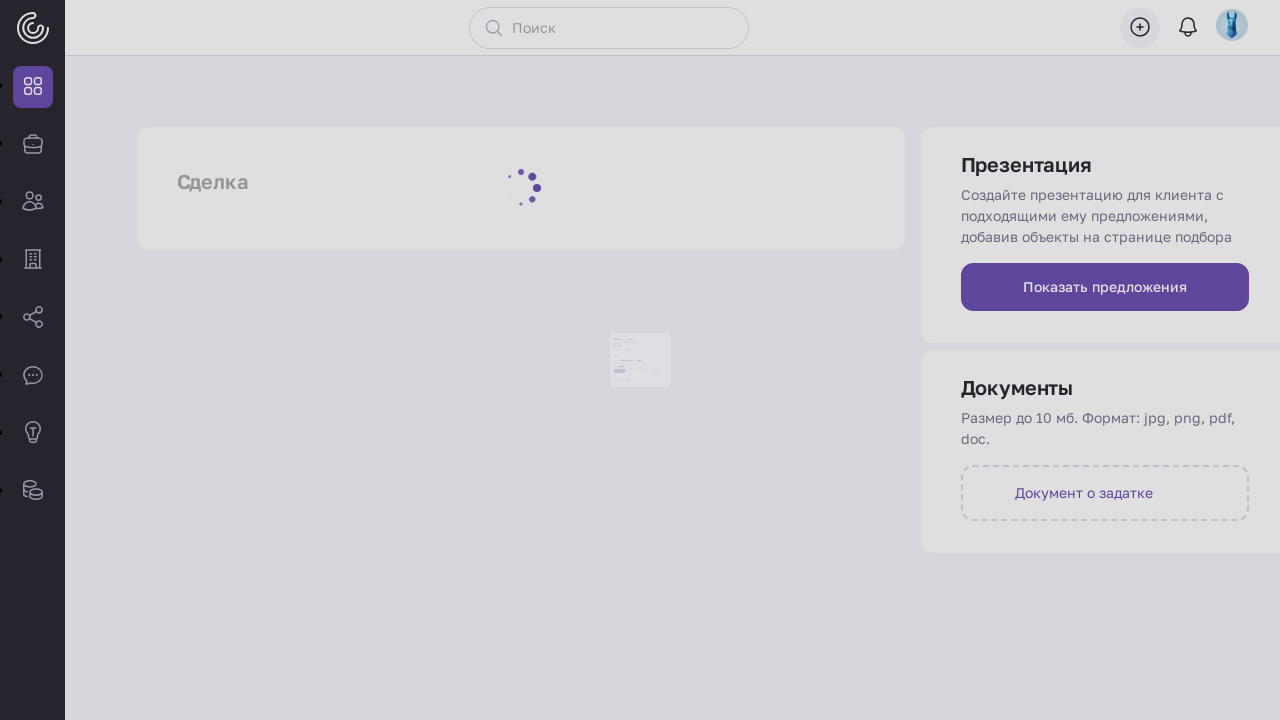 Поиск
Сделка
Презентация
Создайте презентацию для клиента с
подходящими ему предложениями,
добавив объекты на странице подбора
Показать предложения
Документы
Размер до 10 мб. Формат: jpg, png, pdf,
doc.
Документ о задатке